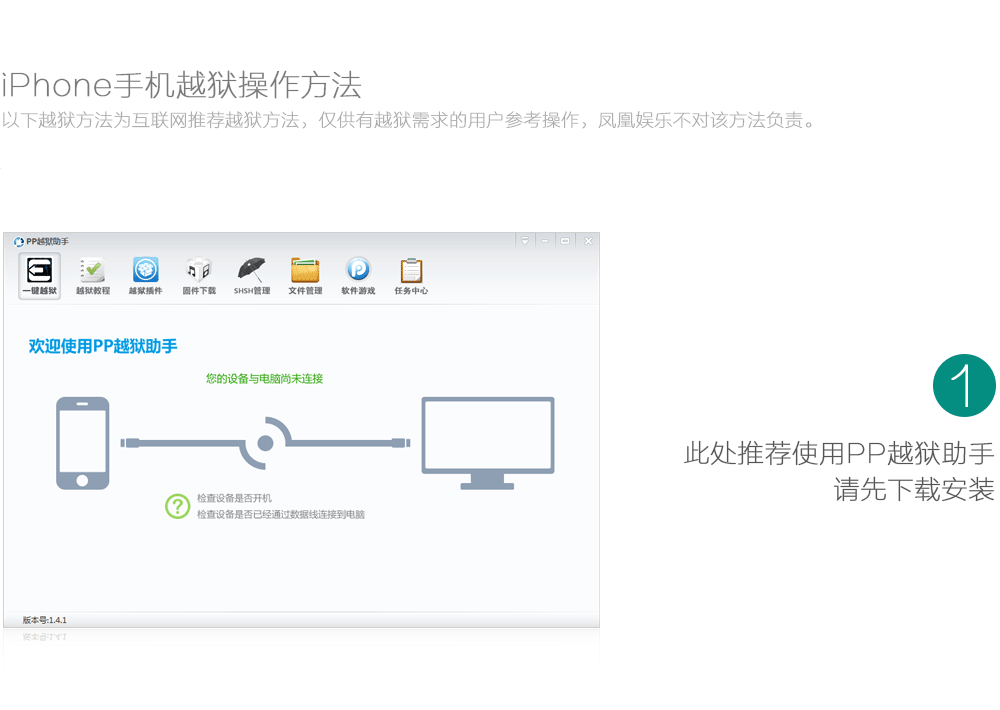 iPhone手机越狱操作方法
以下越狱方法为互联网推荐越狱方法，仅供有越狱需求的用户参考操作，凤凰娱乐不对该方法负责。
PP越狱助手
一键越狱 越狱教程 越狱插件 固件下载 SHSH管理 文件管理 软件游戏 任务中心
欢迎使用PP越狱助手
您的设备与电脑尚未连接
?
检查设备是否开机
检查设备是否已经通过数据线连接到电脑
版本号:1.4.1
1
此处推荐使用PP越狱助手
请先下载安装